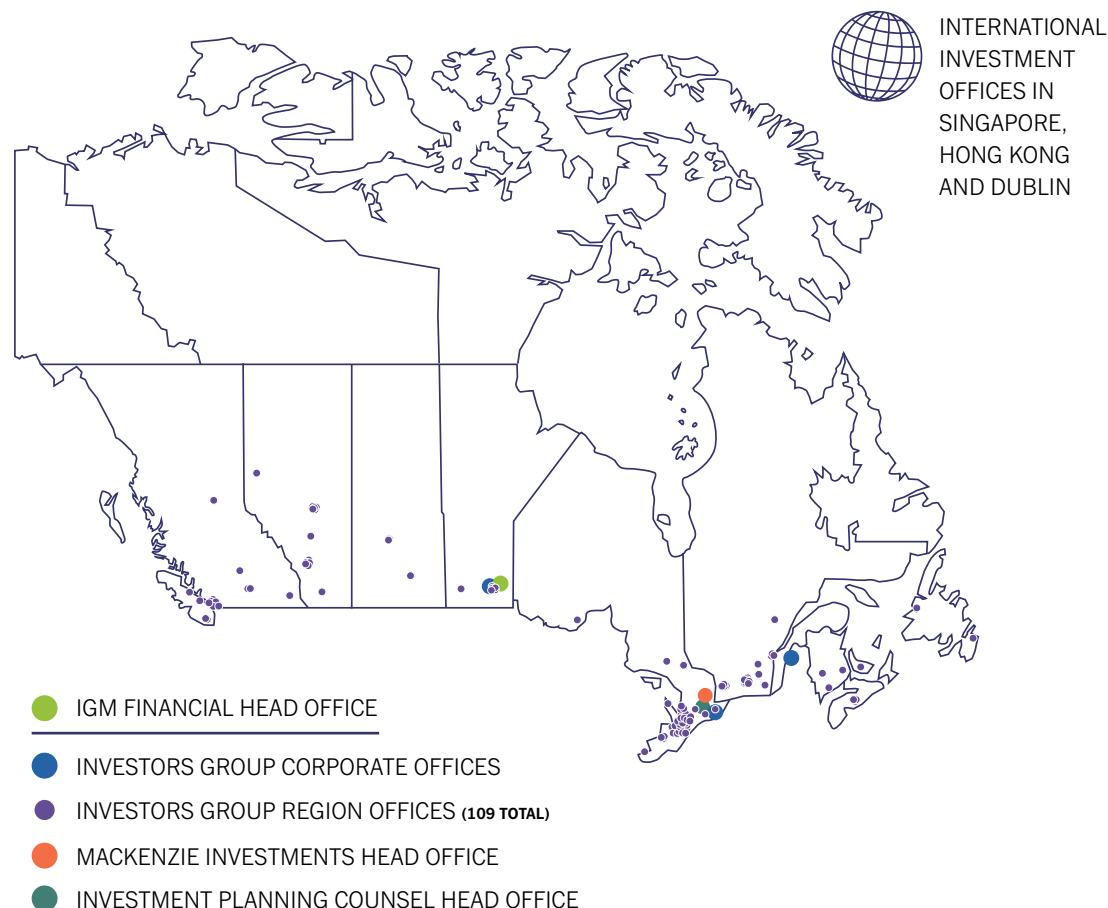 INTERNATIONAL
INVESTMENT
OFFICES IN
SINGAPORE,
HONG KONG
AND DUBLIN
IGM FINANCIAL HEAD OFFICE
INVESTORS GROUP CORPORATE OFFICES
INVESTORS GROUP REGION OFFICES (109 TOTAL)
MACKENZIE INVESTMENTS HEAD OFFICE
INVESTMENT PLANNING COUNSEL HEAD OFFICE